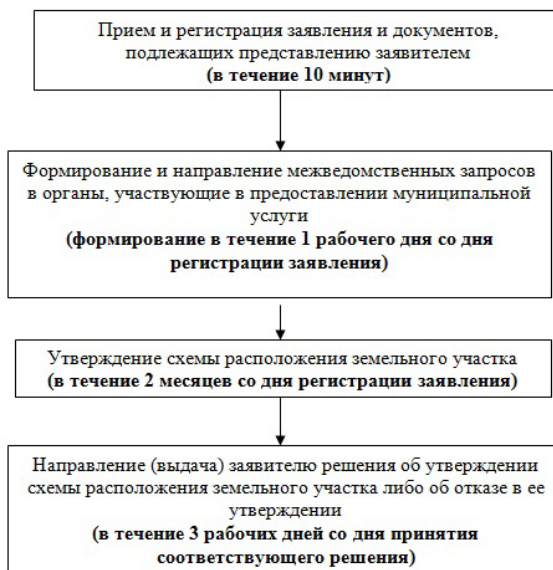 Прием и регистрация заявления и документов,
подлежащих представлению заявителем
(в течение 10 минут)
Формирование и направление межведомственных запросов
в органы, участвующие в предоставлении муниципальной
услуги
(формирование в течение 1 рабочего дня со дня
регистрации заявления)
Утверждение схемы расположения земельного участка
(в течение 2 месяцев со дня регистрации заявления)
Направление (выдача) заявителю решения об утверждении
схемы расположения земельного участка либо об отказе в ее
утверждении
(в течение 3 рабочих дней со дня принятия
соответствующего решения)